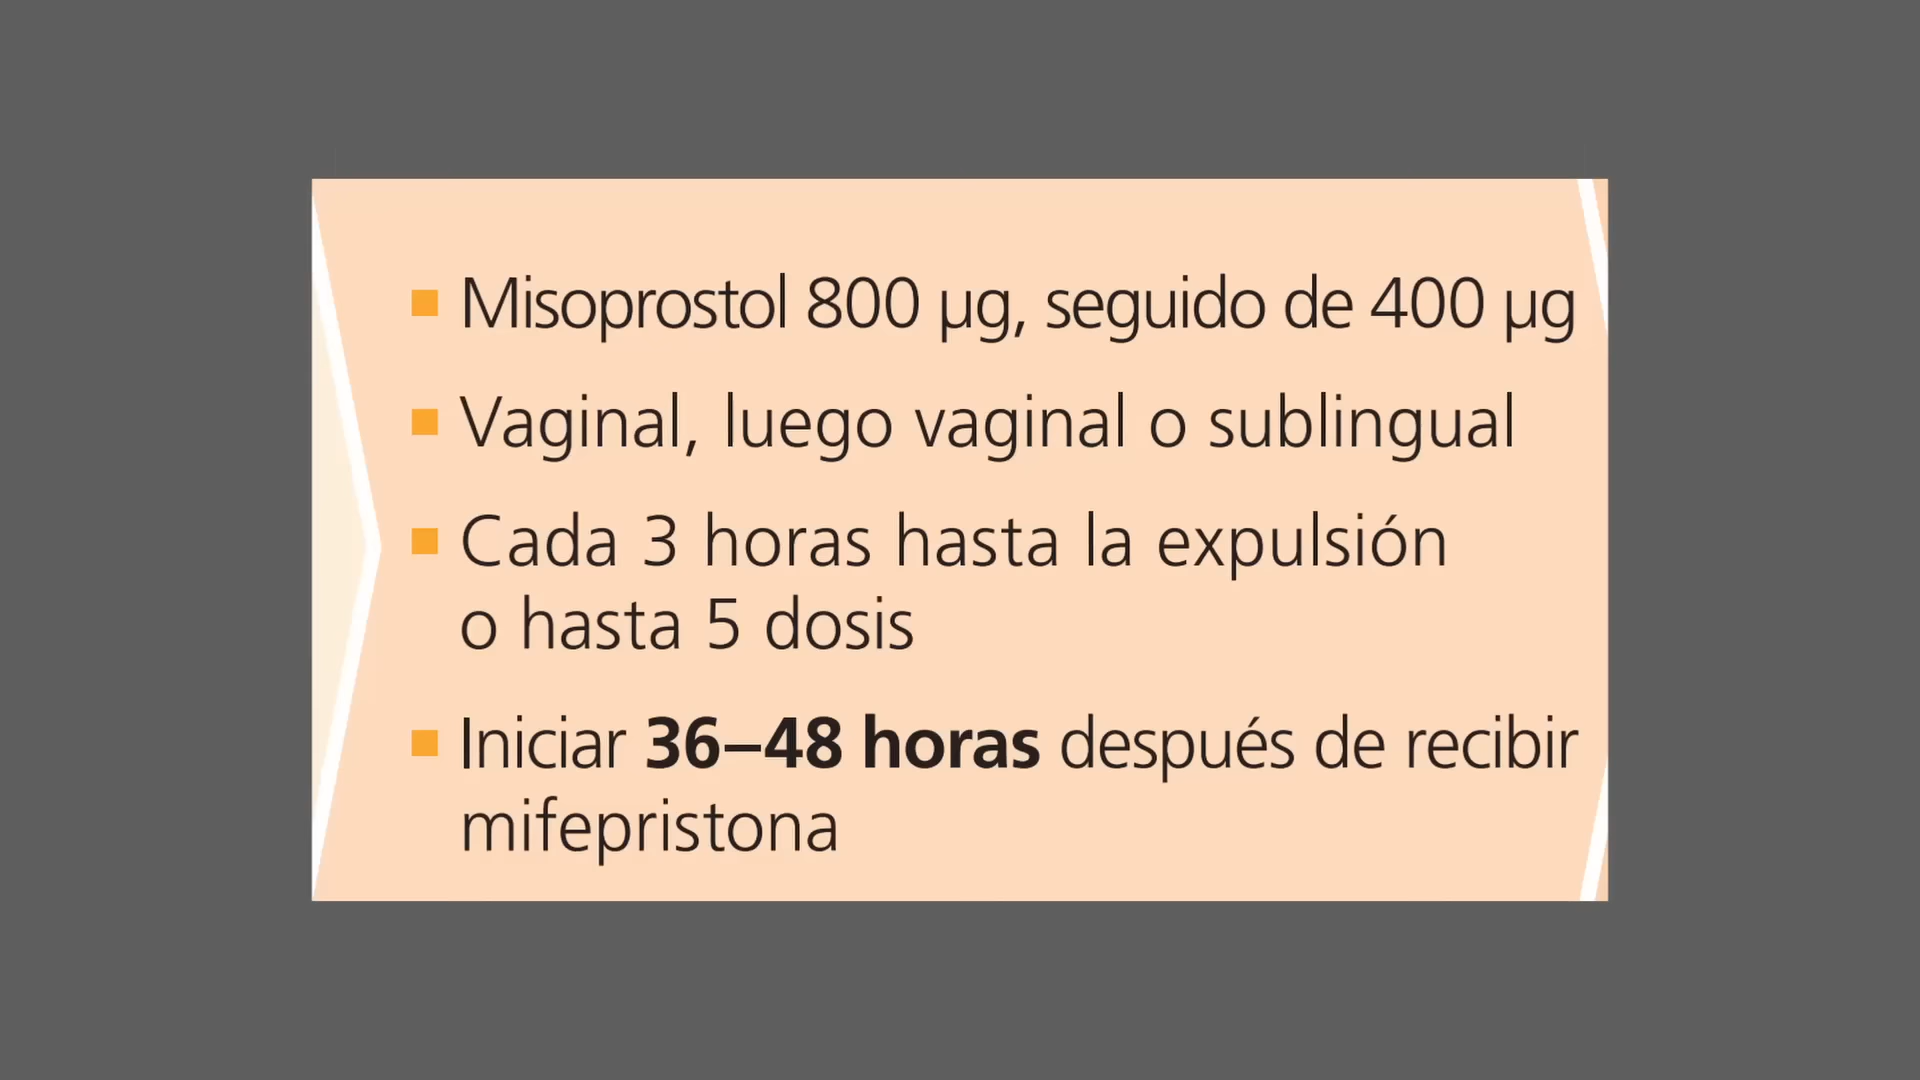 Misoprostol 800 µg, seguido de 400 µg
Vaginal, luego vaginal o sublingual
Cada 3 horas hasta la expulsión
o hasta 5 dosis
Iniciar 36–48 horas después de recibir
mifepristona